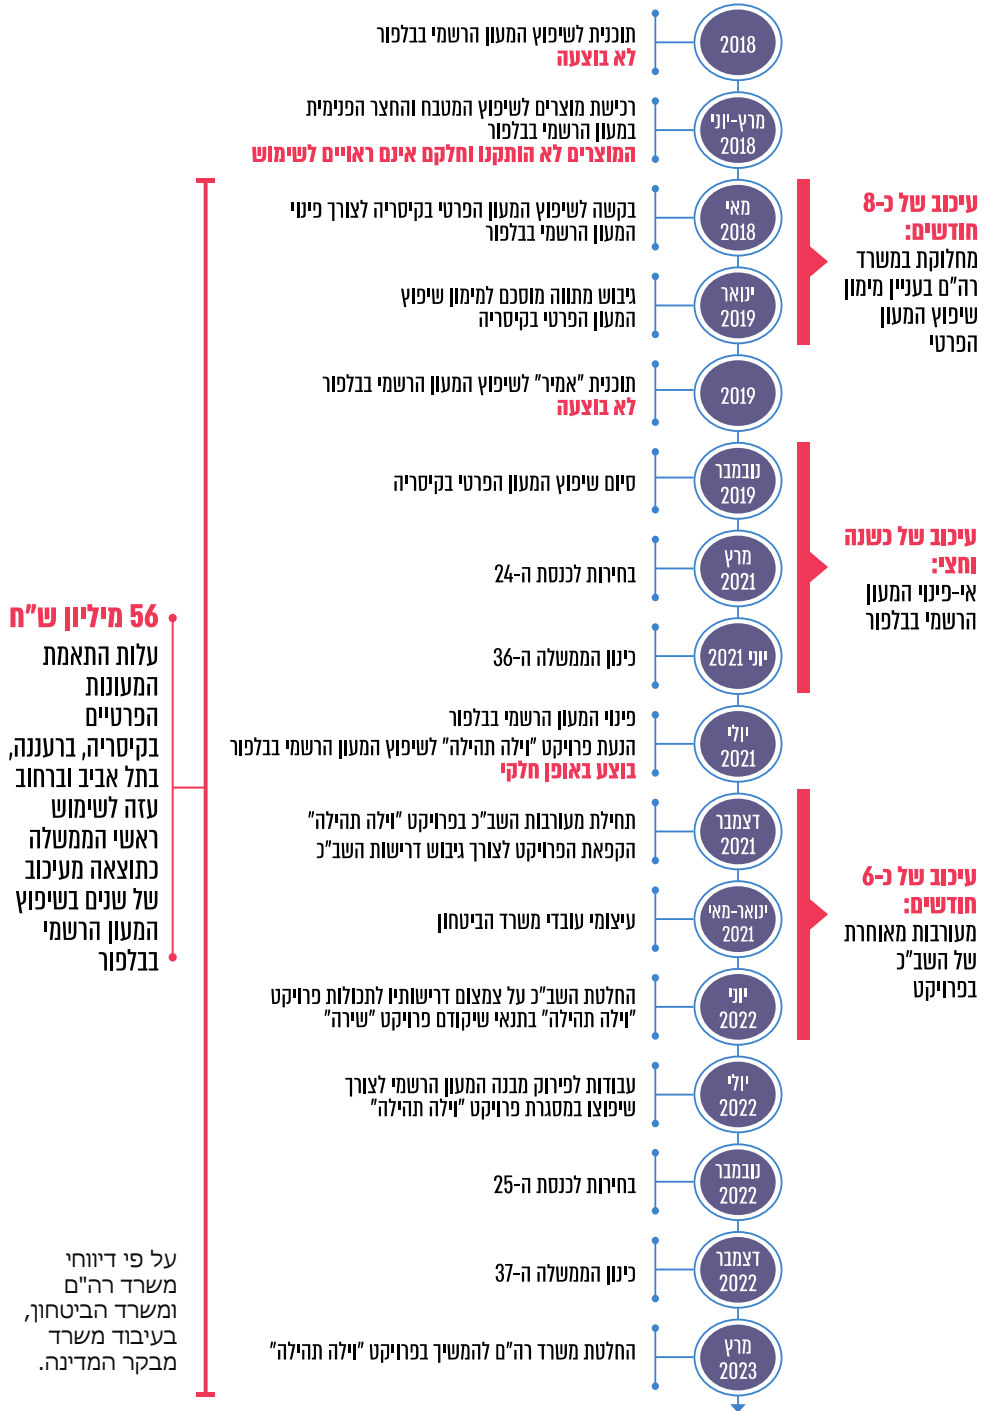 2018
תוכנית לשיפוץ המעון הרשמי בבלפור
לא בוצעה
מרץ-יוני
2018
רכישת מוצרים לשיפוץ המטבח והחצר הפנימית
במעון הרשמי בבלפור
המוצרים לא הותקנו וחלקם אינם ראויים לשימוש
עיכוב של כ-8
חודשים:
מחלוקת במשרד
רה"מ בעניין מימון
שיפוץ המעון
הפרטי
מאי
2018
בקשה לשיפוץ המעון הפרטי בקיסריה לצורך פינוי
המעון הרשמי בבלפור
ינואר
2019
גיבוש מתווה מוסכם למימון שיפוץ
המעון הפרטי בקיסריה
2019
תוכנית "אמיר" לשיפוץ המעון הרשמי בבלפור
לא בוצעה
עיכוב של כשנה
וחצי:
אי-פינוי המעון
הרשמי בבלפור
נובמבר
2019
סיום שיפוץ המעון הפרטי בקיסריה
מרץ
2021
בחירות לכנסת ה-24
יוני 2021
כינון הממשלה ה-36
יולי
2021
פינוי המעון הרשמי בבלפור
הנעת פרויקט "וילה תהילה" לשיפוץ המעון הרשמי בבלפור
בוצע באופן חלקי
עיכוב של כ-6
חודשים:
מעורבות מאוחרת
של השב"כ
בפרויקט
דצמבר
2021
תחילת מעורבות השב"כ בפרויקט "וילה תהילה"
הקפאת הפרויקט לצורך גיבוש דרישות השב"כ
ינואר-מאי
2021
עיצומי עובדי משרד הביטחון
יוני
2022
החלטת השב"כ על צמצום דרישותיו לתכולות פרויקט
"וילה תהילה" בתנאי שיקודם פרויקט "שירה"
יולי
2022
עבודות לפירוק מבנה המעון הרשמי לצורך
שיפוצו במסגרת פרויקט "וילה תהילה"
נובמבר
2022
בחירות לכנסת ה-25
דצמבר
2022
כינון הממשלה ה-37
מרץ
2023
החלטת משרד רה"מ להמשיך בפרויקט "וילה תהילה"
56 מיליון ש"ח
עלות התאמת
המעונות
הפרטיים
בקיסריה, ברעננה,
בתל אביב וברחוב
עזה לשימוש
ראשי הממשלה
כתוצאה מעיכוב
של שנים בשיפוץ
המעון הרשמי
בבלפור
על פי דיווחי
משרד רה"ם
ומשרד הביטחון,
בעיבוד משרד
מבקר המדינה.